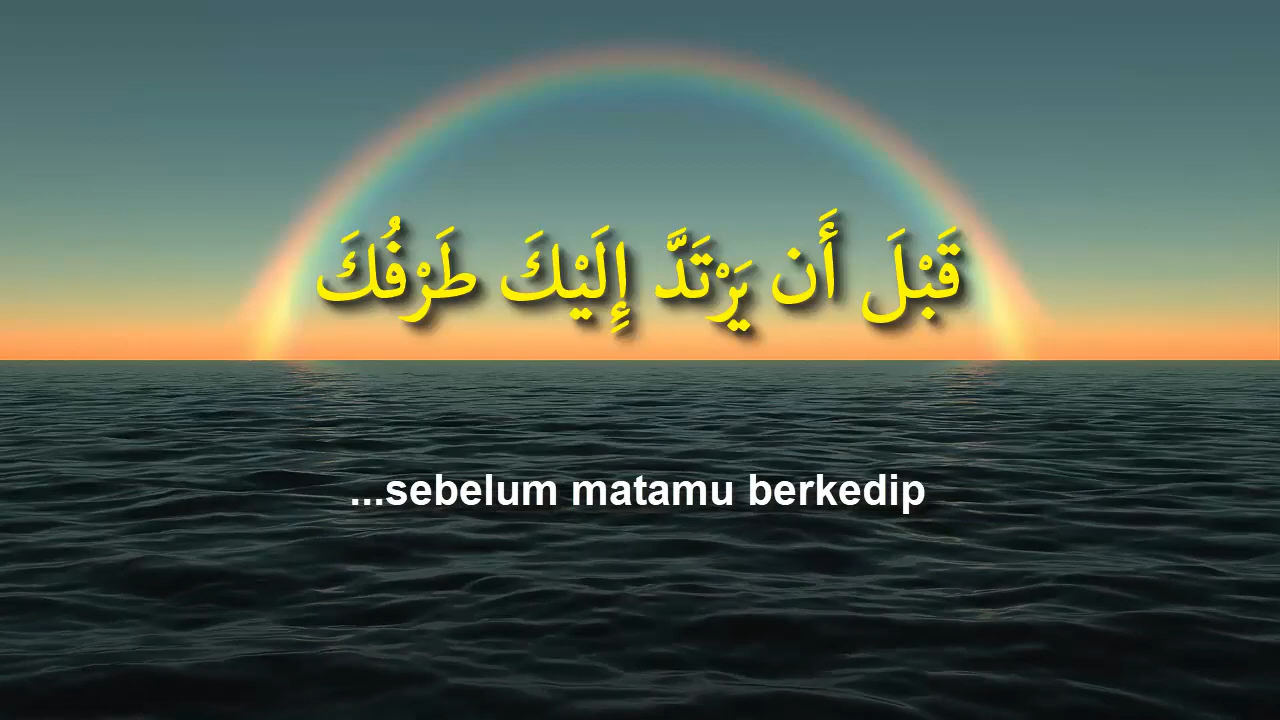 قَبْلَ أَن يَرْتَدَّ إِلَيْكَ طَرْفُكَ
...sebelum matamu berkedip